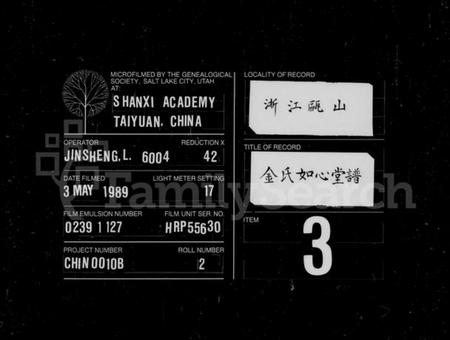 MICROFILMED BY THE GENEALOGICAL
SOCIETY, SALT LAKE CITY, UTAH
AT:
SHANXI ACADEMY
TAIYUAN, CHINA
OPERATOR REDUCTION X
JINSHENG.L. 6004 42
DATE FILMED LIGHT METER SETTING
3 MAY 1989 17
FILM EMULSION NUMBER FILM UNIT SER. NO.
0239 1 127 HRP55630
PROJECT NUMBER ROLL NUMBER
CHIN 0010B 2
LOCALITY OF RECORD
浙江甌山
TITLE OF RECORD
金氏如心堂譜
ITEM
3
FamilySearch